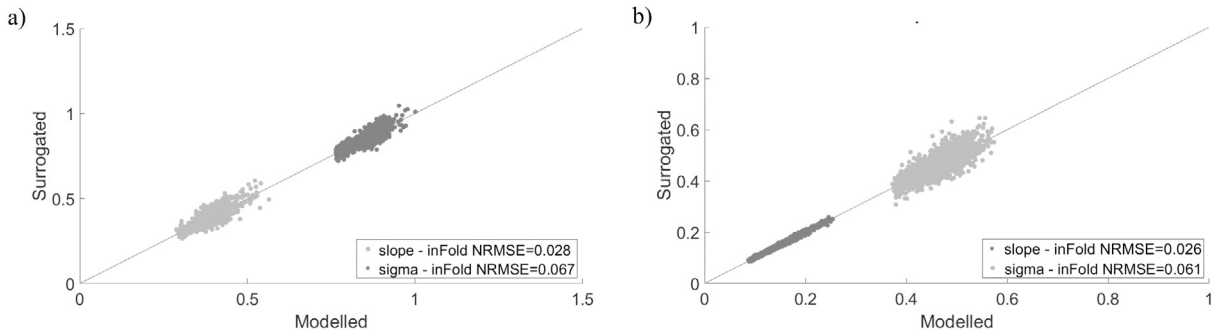 a)
1.5
1
0.5
0
0
0.5
1
1.5
Surrogated
Modelled
slope - inFold NRMSE=0.028
sigma - inFold NRMSE=0.067
b)
1
0.8
0.6
0.4
0.2
0
0
0.2
0.4
0.6
0.8
1
Surrogated
Modelled
slope - inFold NRMSE=0.026
sigma - inFold NRMSE=0.061